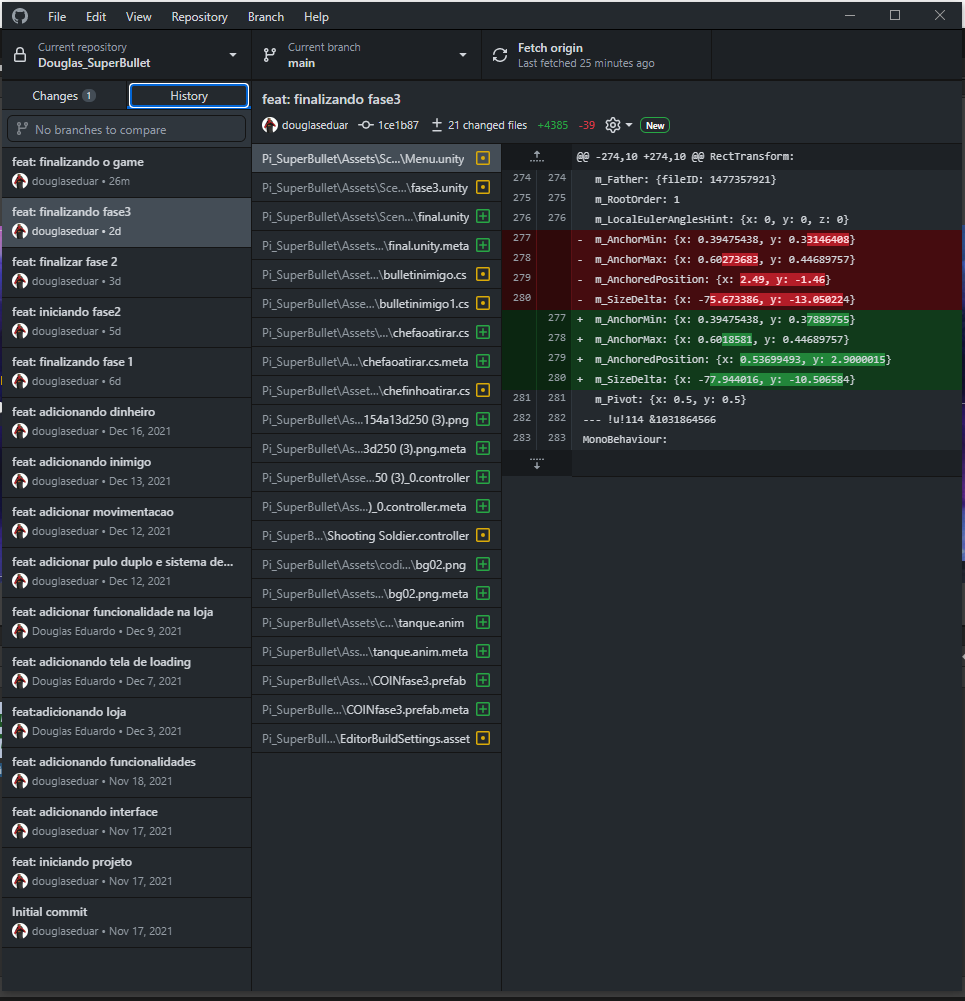 File Edit View Repository Branch Help
Current repository
Douglas_SuperBullet
Current branch
main
Fetch origin
Last fetched 25 minutes ago
Changes 1
History
No branches to compare
feat: finalizando o game
douglaseduar • 26m
feat: finalizando fase3
douglaseduar • 2d
feat: finalizar fase 2
douglaseduar • 3d
feat: iniciando fase2
douglaseduar • 5d
feat: finalizando fase 1
douglaseduar • 6d
feat: adicionando dinheiro
douglaseduar • Dec 16, 2021
feat: adicionando inimigo
douglaseduar • Dec 13, 2021
feat: adicionar movimentacao
douglaseduar • Dec 12, 2021
feat: adicionar pulo duplo e sistema de...
douglaseduar • Dec 12, 2021
feat: adicionar funcionalidade na loja
Douglas Eduardo • Dec 9, 2021
feat: adicionando tela de loading
Douglas Eduardo • Dec 7, 2021
feat:adicionando loja
Douglas Eduardo • Dec 3, 2021
feat: adicionando funcionalidades
douglaseduar • Nov 18, 2021
feat: adicionando interface
douglaseduar • Nov 17, 2021
feat: iniciando projeto
douglaseduar • Nov 17, 2021
Initial commit
douglaseduar • Nov 17, 2021
feat: finalizando fase3
douglaseduar 1ce1b87 21 changed files +4385 -39 New
Pi_SuperBullet\Assets\Sc...\Menu.unity
Pi_SuperBullet\Assets\Sce...\fase3.unity
Pi_SuperBullet\Assets\Scen...\final.unity
Pi_SuperBullet\Assets...\final.unity.meta
Pi_SuperBullet\Asset...\bulletinimigo.cs
Pi_SuperBullet\Asse...\bulletinimigo1.cs
Pi_SuperBullet\Assets\...\chefaoatirar.cs
Pi_SuperBullet\A...\chefaoatirar.cs.meta
Pi_SuperBullet\Asset...\chefinhoatirar.cs
Pi_SuperBullet\As...154a13d250 (3).png
Pi_SuperBullet\As...3d250 (3).png.meta
Pi_SuperBullet\Asse...50 (3)_0.controller
Pi_SuperBullet\Ass...)_0.controller.meta
Pi_SuperB...\Shooting Soldier.controller
Pi_SuperBullet\Assets\codi...\bg02.png
Pi_SuperBullet\Assets...\bg02.png.meta
Pi_SuperBullet\Assets\c...\tanque.anim
Pi_SuperBullet\Ass...\tanque.anim.meta
Pi_SuperBullet\Ass...\COINfase3.prefab
Pi_SuperBulle...\COINfase3.prefab.meta
Pi_SuperBull...\EditorBuildSettings.asset
@@ -274,10 +274,10 @@ RectTransform:
274 274 m_Father: {fileID: 1477357921}
275 275 m_RootOrder: 1
276 276 m_LocalEulerAnglesHint: {x: 0, y: 0, z: 0}
277 - m_AnchorMin: {x: 0.39475438, y: 0.33146408}
278 - m_AnchorMax: {x: 0.60273683, y: 0.44689757}
279 - m_AnchoredPosition: {x: 2.49, y: -1.46}
280 - m_SizeDelta: {x: -75.673386, y: -13.050224}
277 + m_AnchorMin: {x: 0.39475438, y: 0.37889755}
278 + m_AnchorMax: {x: 0.6018581, y: 0.44689757}
279 + m_AnchoredPosition: {x: 0.53699493, y: 2.9000015}
280 + m_SizeDelta: {x: -77.944016, y: -10.506584}
281 281 m_Pivot: {x: 0.5, y: 0.5}
282 282 --- !u!114 &1031864566
283 283 MonoBehaviour: